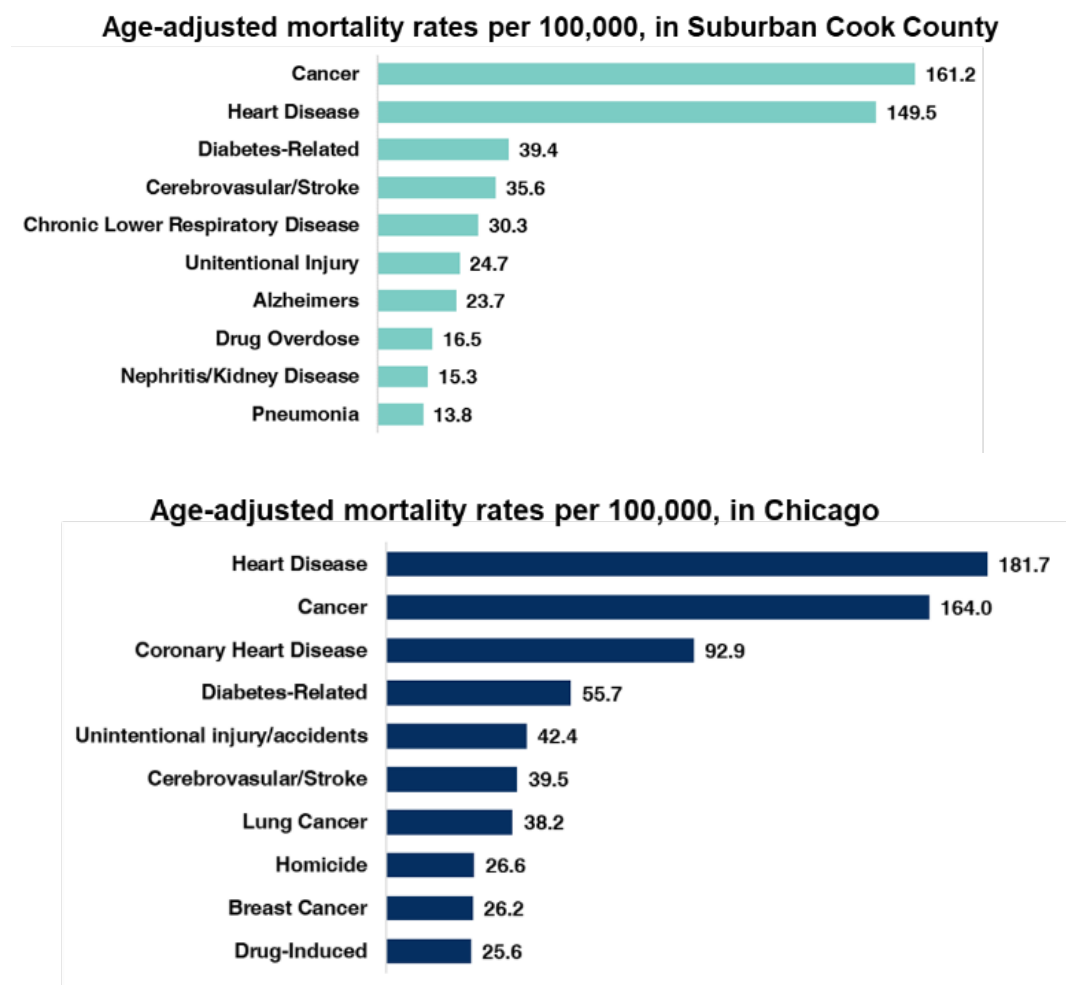 Age-adjusted mortality rates per 100,000, in Suburban Cook County
Cancer 161.2
Heart Disease 149.5
Diabetes-Related 39.4
Cerebrovascular/Stroke 35.6
Chronic Lower Respiratory Disease 30.3
Unitentional Injury 24.7
Alzheimers 23.7
Drug Overdose 16.5
Nephritis/Kidney Disease 15.3
Pneumonia 13.8
Age-adjusted mortality rates per 100,000, in Chicago
Heart Disease 181.7
Cancer 164.0
Coronary Heart Disease 92.9
Diabetes-Related 55.7
Unintentional injury/accidents 42.4
Cerebrovascular/Stroke 39.5
Lung Cancer 38.2
Homicide 26.6
Breast Cancer 26.2
Drug-Induced 25.6